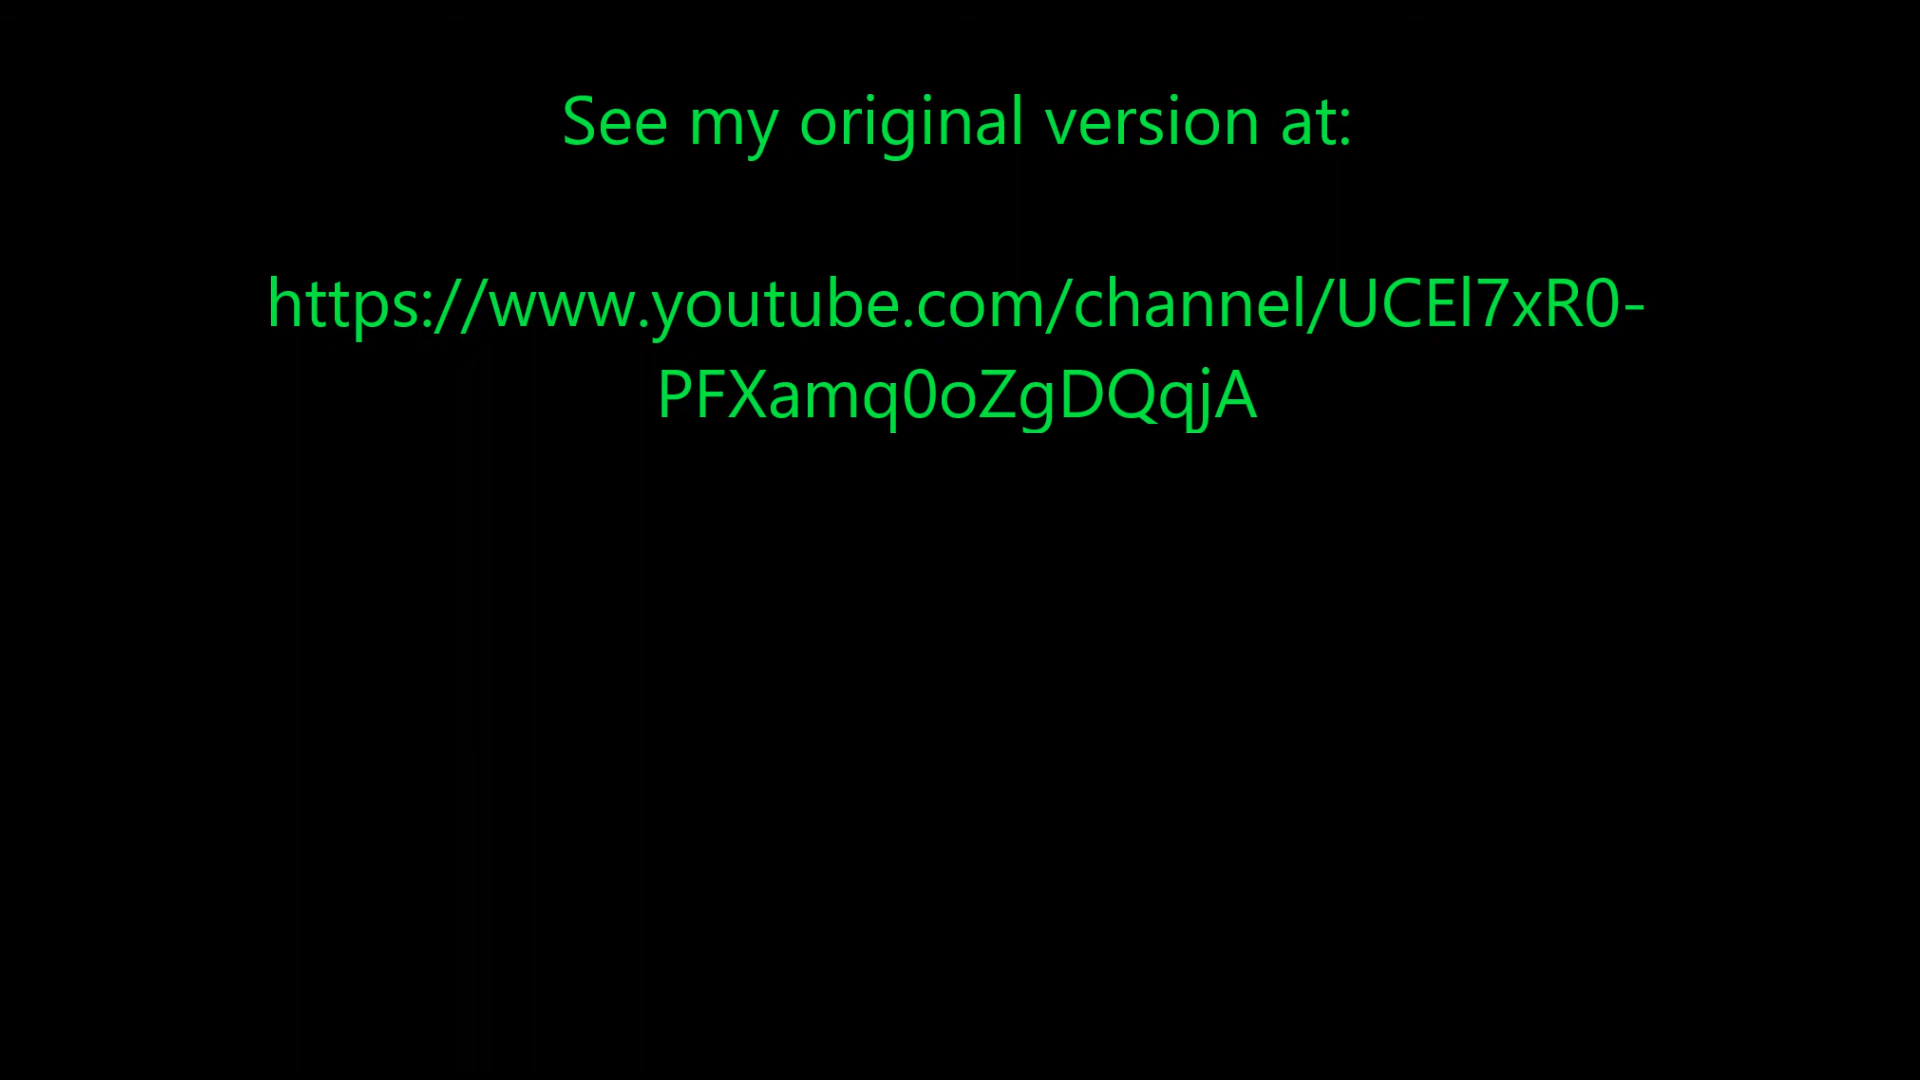 See my original version at:
https://www.youtube.com/channel/UCEl7xR0-
PFXamq0oZgDQqjA